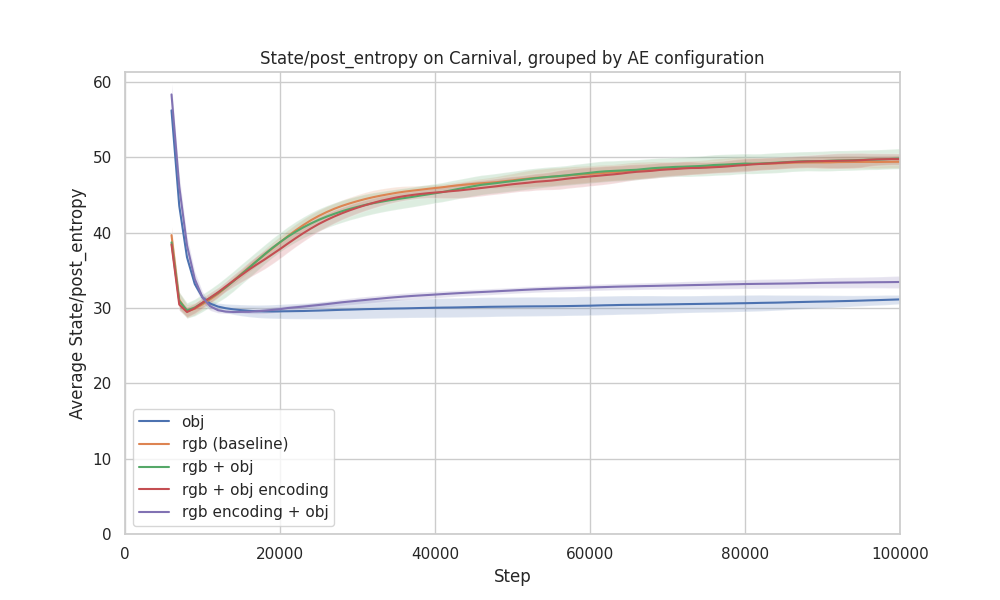 State/post_entropy on Carnival, grouped by AE configuration
60
50
40
30
20
10
0
Average State/post_entropy
obj
rgb (baseline)
rgb + obj
rgb + obj encoding
rgb encoding + obj
0 20000 40000 60000 80000 100000
Step